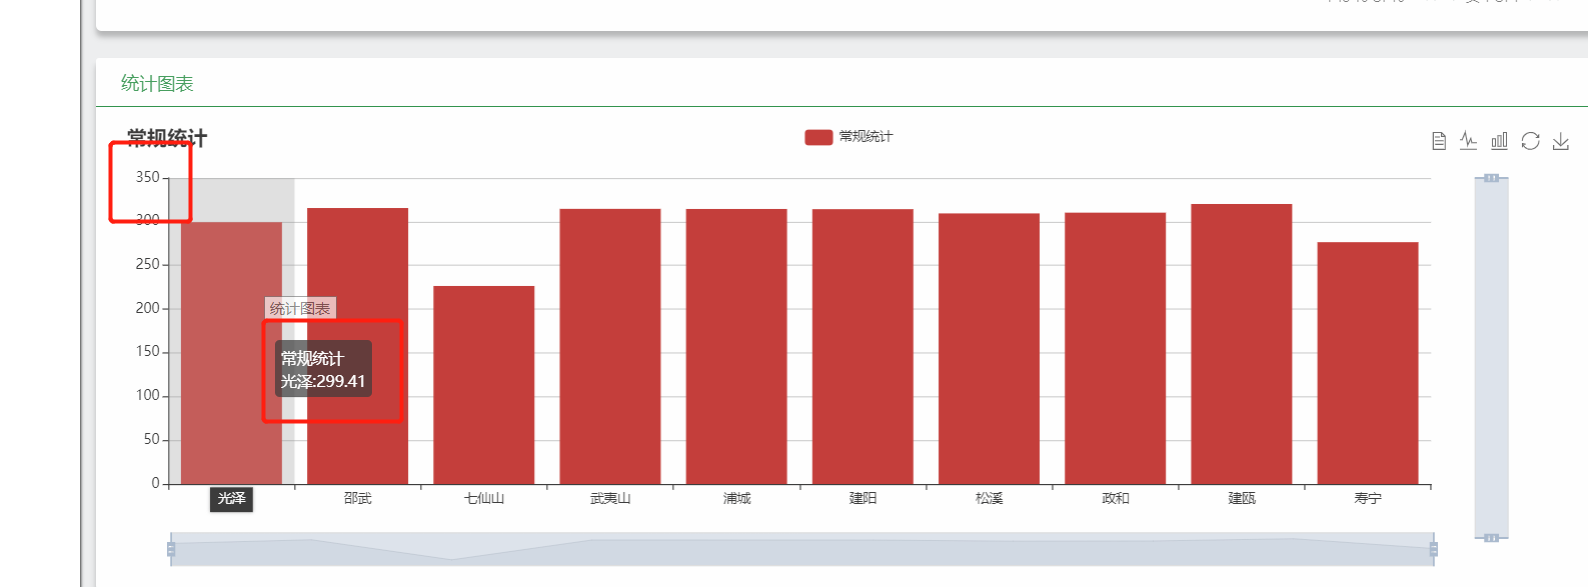 统计图表
常规统计
常规统计
350
300
250
200
150
100
50
0
统计图表
常规统计
光泽:299.41
光泽
邵武
七仙山
武夷山
浦城
建阳
松溪
政和
建瓯
寿宁